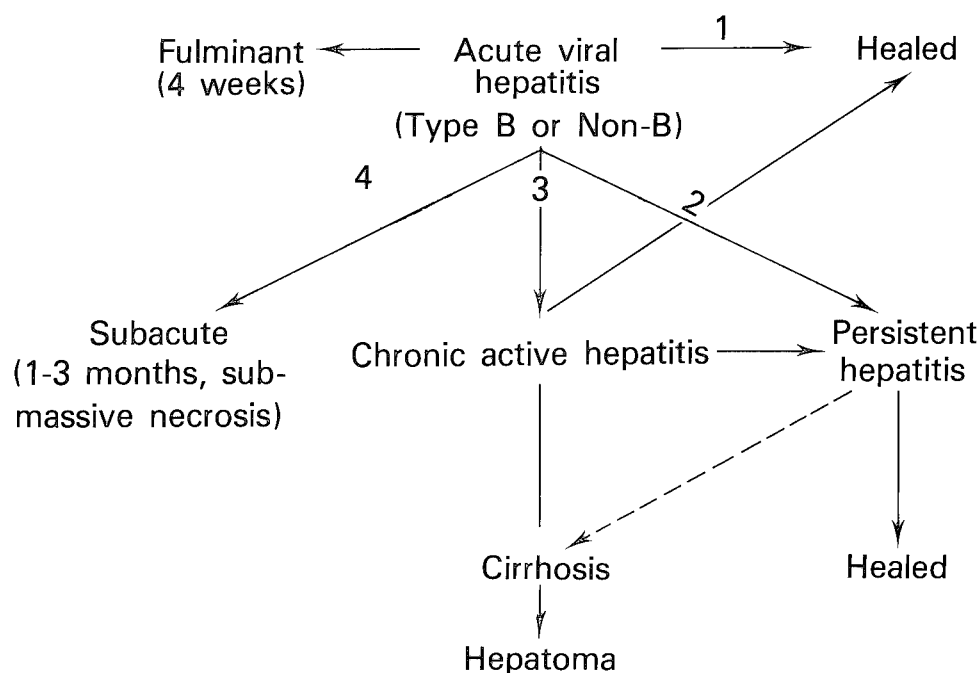 1
Fulminant
(4 weeks)
Acute viral
hepatitis
(Type B or Non-B)
Healed
4
3
2
Subacute
(1-3 months, sub-
massive necrosis)
Chronic active hepatitis
Persistent
hepatitis
Cirrhosis
Healed
Hepatoma